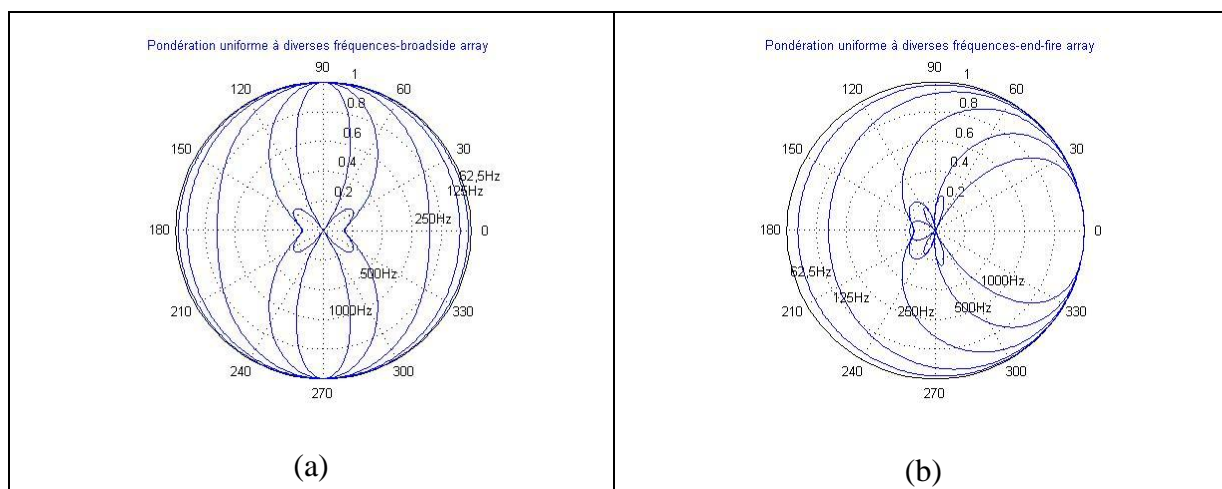 Pondération uniforme à diverses fréquences-broadside array
90
1
120
60
0.8
0.6
150
30
0.4
62,5Hz
0.2
125Hz
250Hz
180
0
500Hz
1000Hz
210
330
240
300
270
(a)
Pondération uniforme à diverses fréquences-end-fire array
90
1
120
60
0.8
0.6
150
30
0.4
0.2
180
0
62,5Hz
1000Hz
125Hz
250Hz
500Hz
210
330
240
300
270
(b)